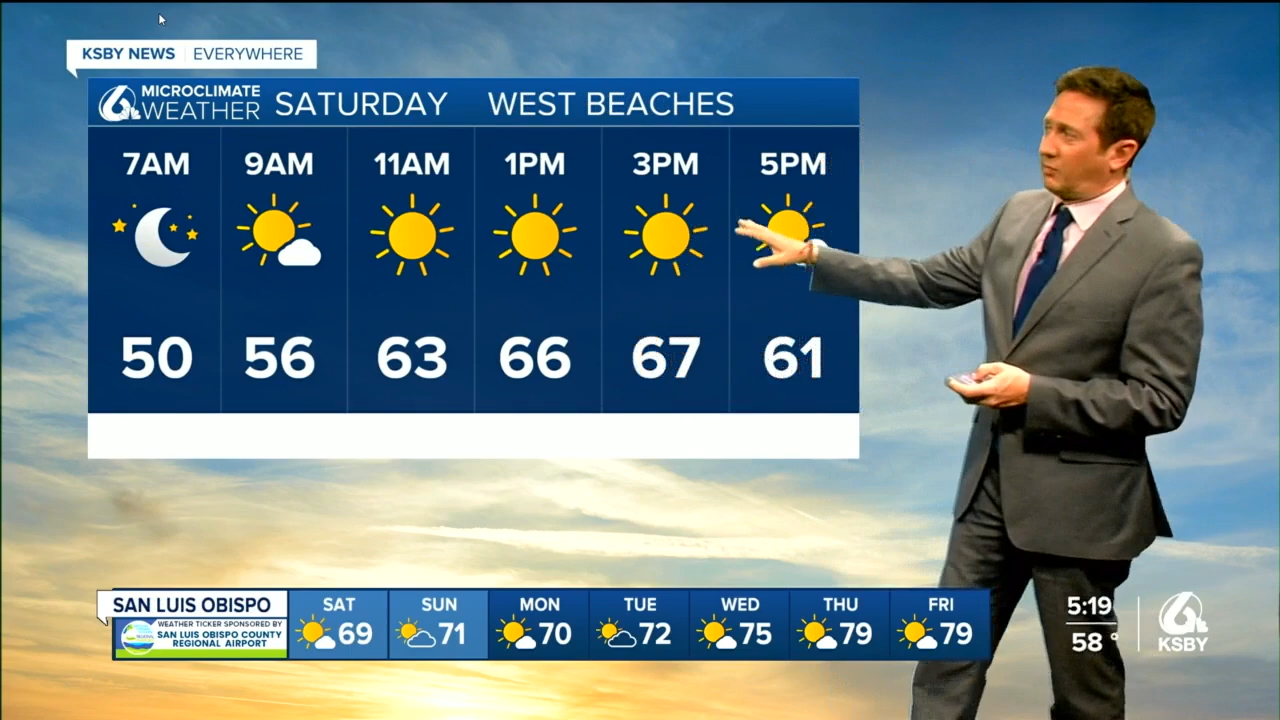 KSBY NEWS EVERYWHERE
6 MICROCLIMATE WEATHER SATURDAY WEST BEACHES
7AM 9AM 11AM 1PM 3PM 5PM
50 56 63 66 67 61
SAN LUIS OBISPO
WEATHER TICKER SPONSORED BY
SAN LUIS OBISPO COUNTY
REGIONAL AIRPORT
SAT SUN MON TUE WED THU FRI
69 71 70 72 75 79 79
5:19
58°
6
KSBY